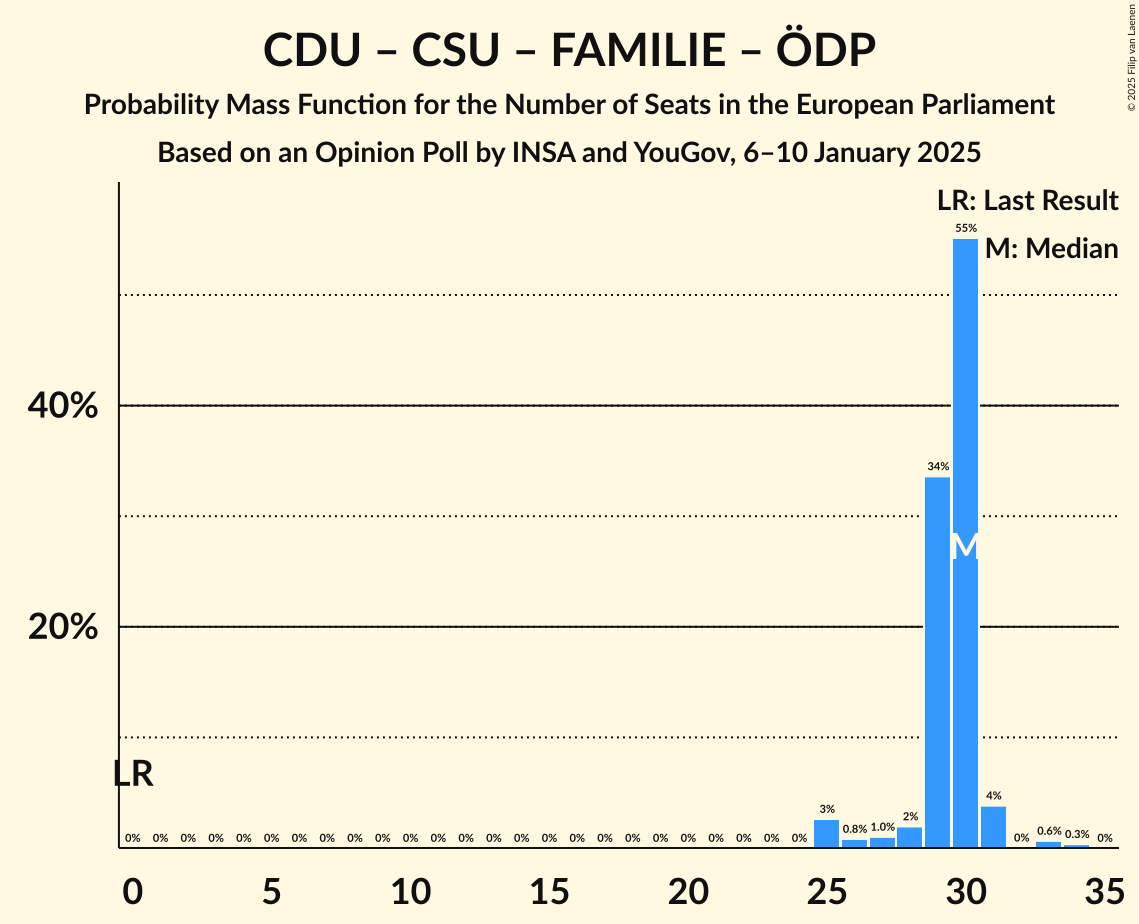 CDU – CSU – FAMILIE – ÖDP
Probability Mass Function for the Number of Seats in the European Parliament
Based on an Opinion Poll by INSA and YouGov, 6–10 January 2025
© 2025 Filip van Laenen
LR: Last Result
M: Median
55%
40%
34%
M
20%
LR
0% 0% 0% 0% 0% 0% 0% 0% 0% 0% 0% 0% 0% 0% 0% 0% 0% 0% 0% 0% 0% 0% 0% 0% 0% 3% 0.8% 1.0% 2% 4% 0% 0.6% 0.3% 0%
0 5 10 15 20 25 30 35